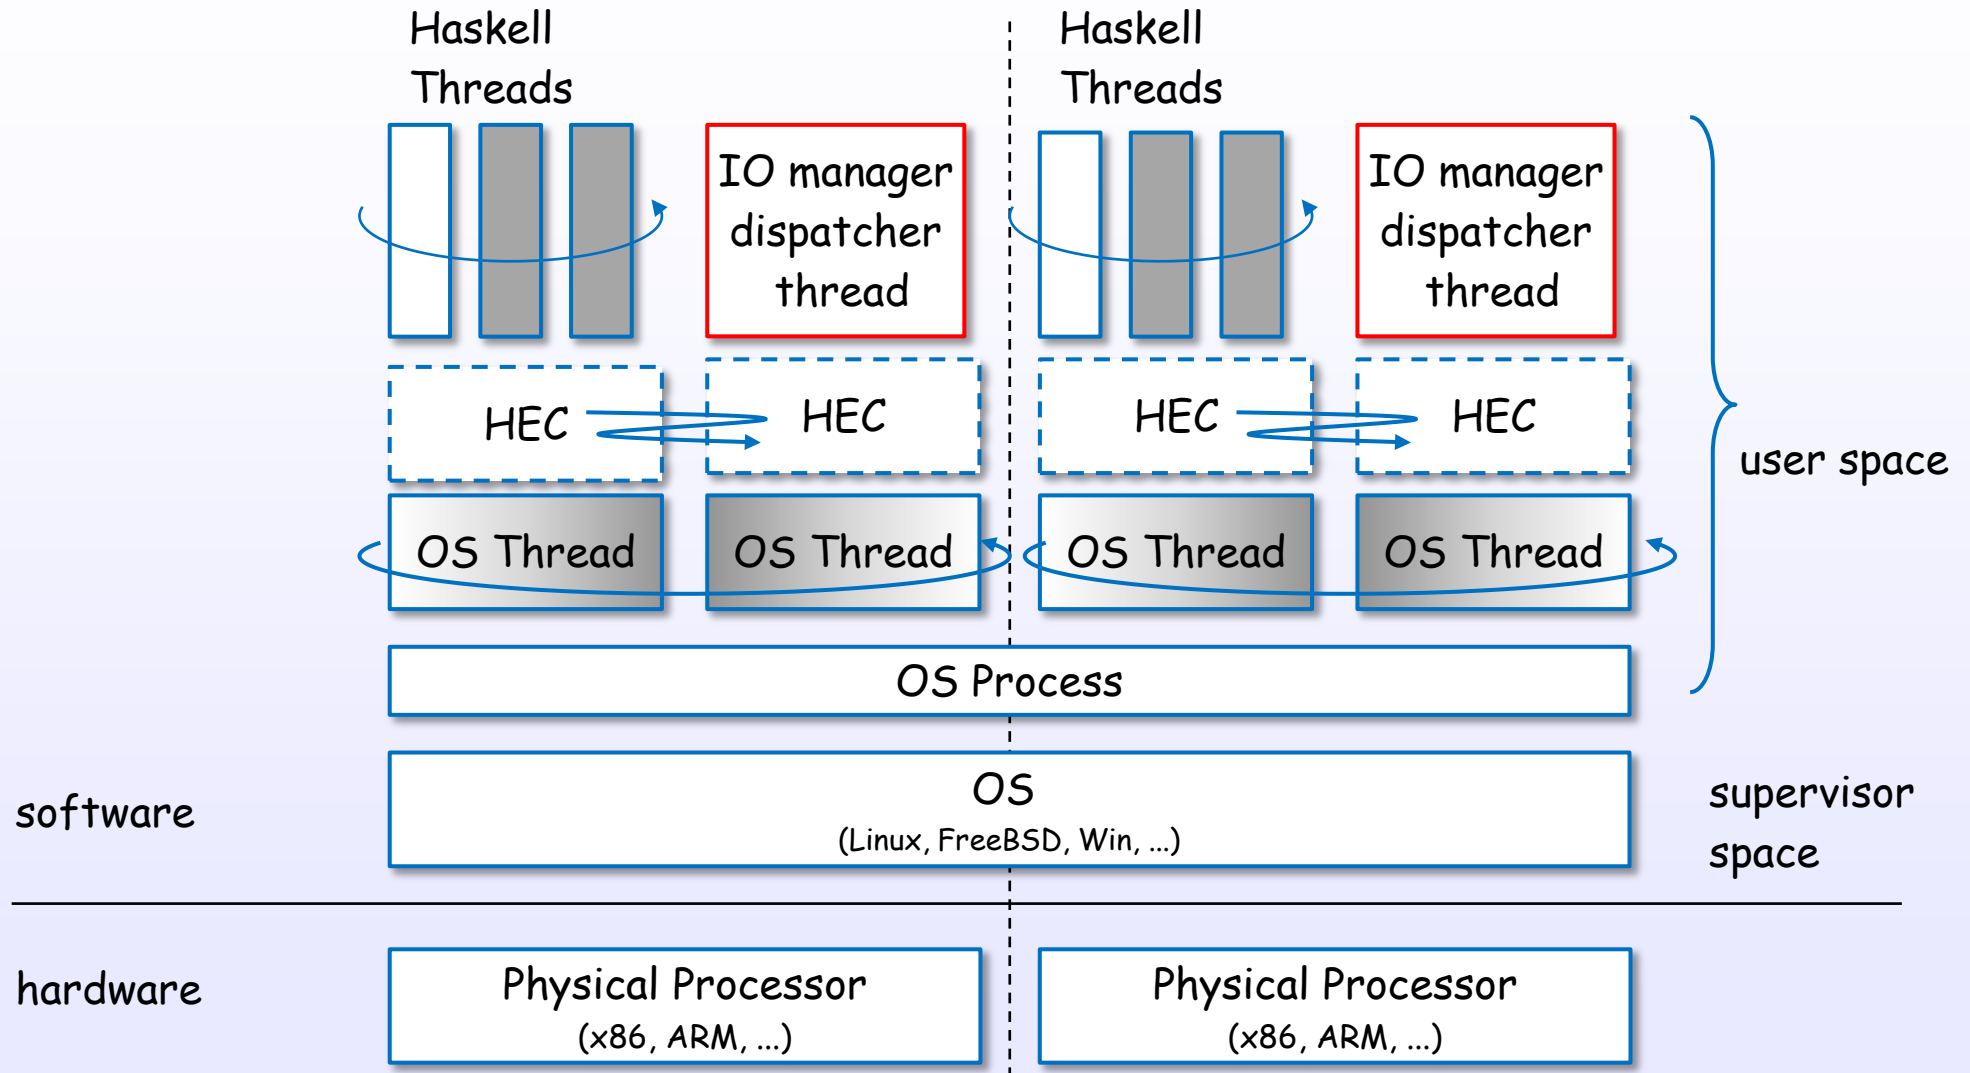 Haskell
Threads
Haskell
Threads
IO manager
dispatcher
thread
IO manager
dispatcher
thread
HEC
HEC
HEC
HEC
user space
OS Thread
OS Thread
OS Thread
OS Thread
OS Process
OS
(Linux, FreeBSD, Win, ...)
software
supervisor
space
hardware
Physical Processor
(x86, ARM, ...)
Physical Processor
(x86, ARM, ...)